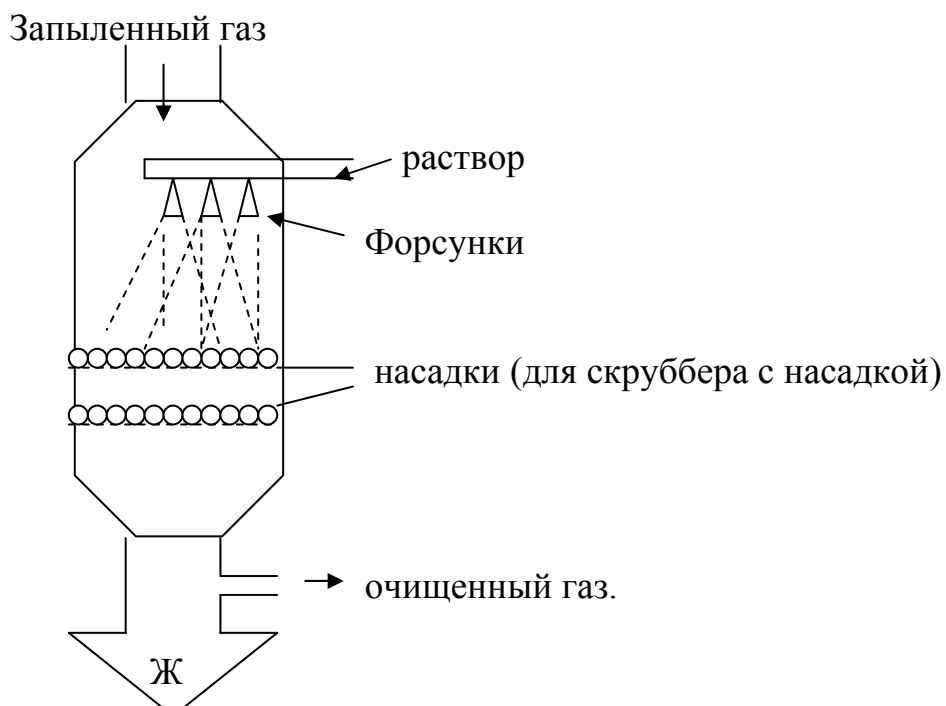 Запыленный газ
раствор
Форсунки
насадки (для скруббера с насадкой)
очищенный газ.
Ж